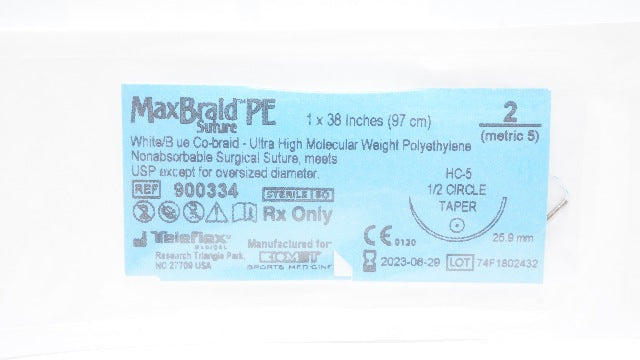 MaxBraid™ PE
Suture
1 x 38 Inches (97 cm)
2
(metric 5)
White/Blue Co-braid - Ultra High Molecular Weight Polyethylene
Nonabsorbable Surgical Suture, meets
USP except for oversized diameter.
REF 900334 STERILE EO
Rx Only
HC-5
1/2 CIRCLE
TAPER
Teleflex
MEDICAL
Research Triangle Park,
NC 27709 USA
Manufactured for
SPORTS MEDICINE
CE 0120
25.9 mm
2023-06-29 LOT 74F1802432